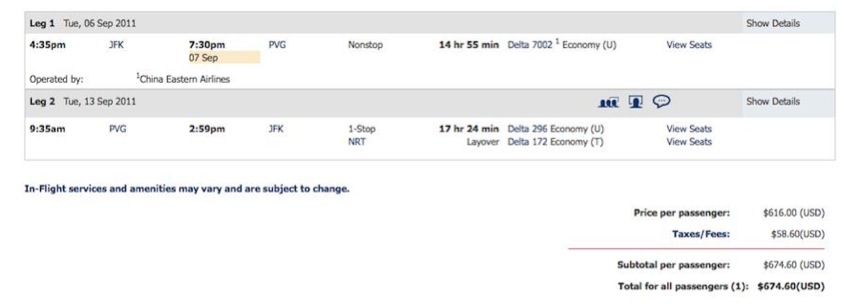 Leg 1 Tue, 06 Sep 2011 Show Details
4:35pm JFK 7:30pm PVG Nonstop 14 hr 55 min Delta 7002 1 Economy (U) View Seats
07 Sep
Operated by: 1China Eastern Airlines
Leg 2 Tue, 13 Sep 2011 Show Details
9:35am PVG 2:59pm JFK 1-Stop 17 hr 24 min Delta 296 Economy (U) View Seats
NRT Layover Delta 172 Economy (T) View Seats
In-Flight services and amenities may vary and are subject to change.
Price per passenger: $616.00 (USD)
Taxes/Fees: $58.60(USD)
Subtotal per passenger: $674.60 (USD)
Total for all passengers (1): $674.60(USD)